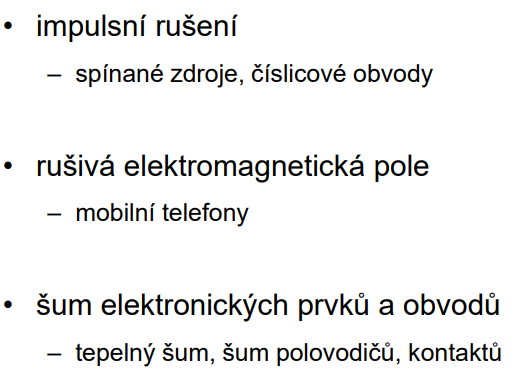 • impulsní rušení
– spínané zdroje, číslicové obvody
• rušivá elektromagnetická pole
– mobilní telefony
• šum elektronických prvků a obvodů
– tepelný šum, šum polovodičů, kontaktů